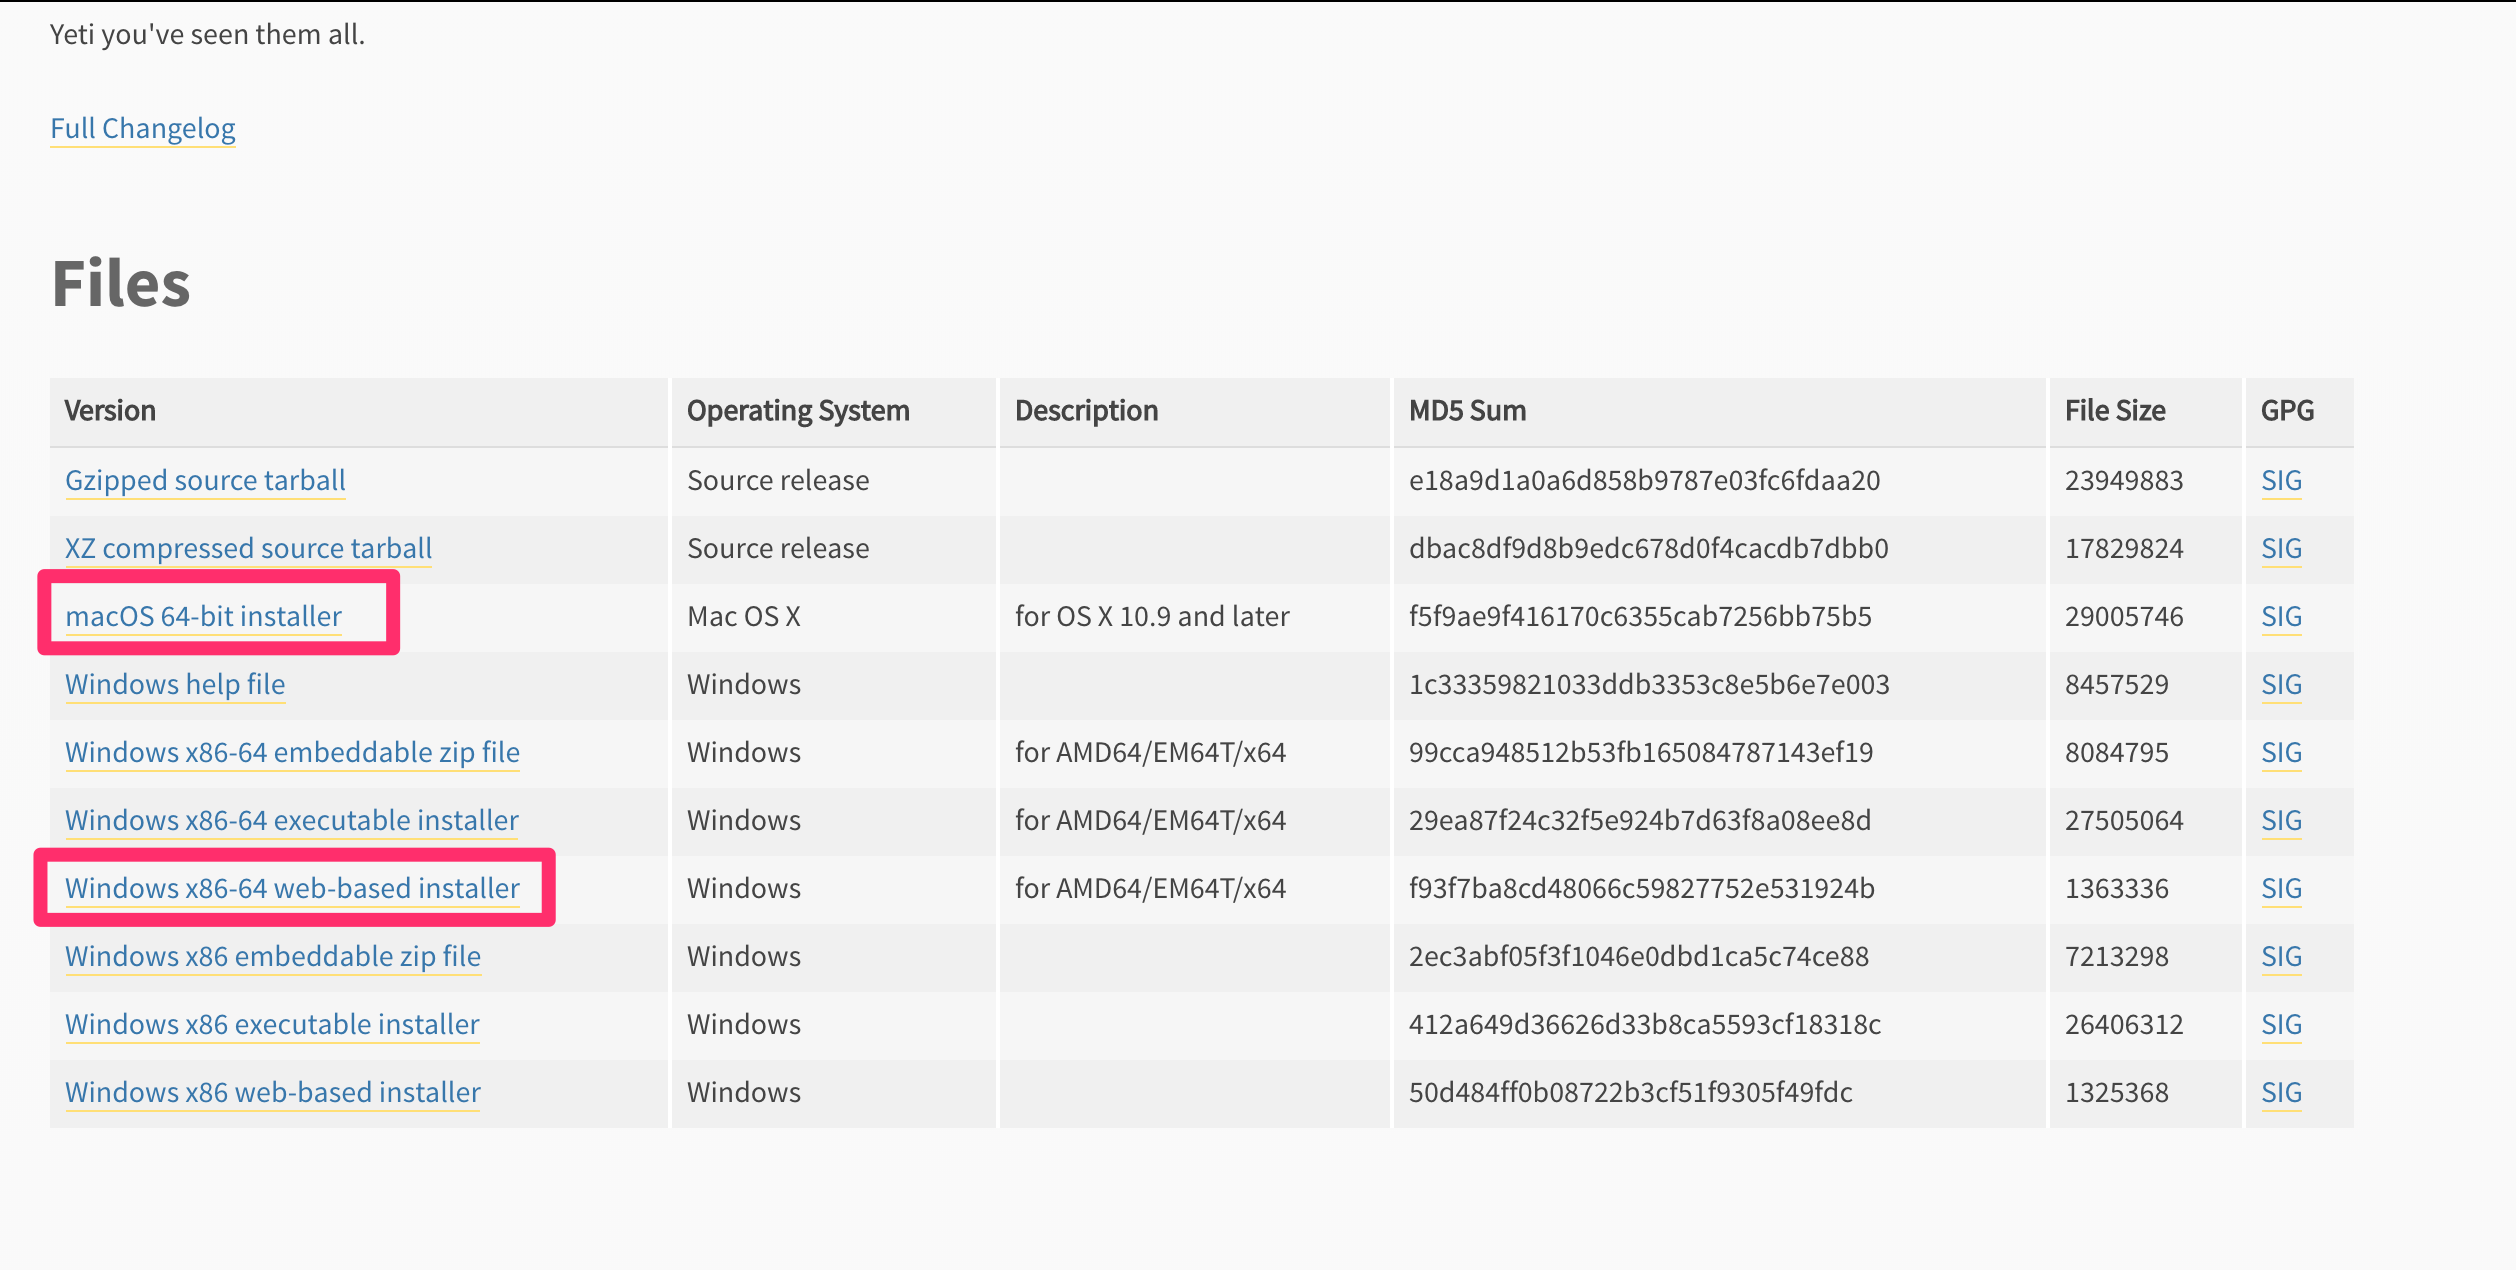 Yeti you've seen them all.
Full Changelog
Files
Version Operating System Description MD5 Sum File Size GPG
Gzipped source tarball Source release e18a9d1a0a6d858b9787e03fc6fdaa20 23949883 SIG
XZ compressed source tarball Source release dbac8df9d8b9edc678d0f4cacdb7dbb0 17829824 SIG
macOS 64-bit installer Mac OS X for OS X 10.9 and later f5f9ae9f416170c6355cab7256bb75b5 29005746 SIG
Windows help file Windows 1c33359821033ddb3353c8e5b6e7e003 8457529 SIG
Windows x86-64 embeddable zip file Windows for AMD64/EM64T/x64 99cca948512b53fb165084787143ef19 8084795 SIG
Windows x86-64 executable installer Windows for AMD64/EM64T/x64 29ea87f24c32f5e924b7d63f8a08ee8d 27505064 SIG
Windows x86-64 web-based installer Windows for AMD64/EM64T/x64 f93f7ba8cd48066c59827752e531924b 1363336 SIG
Windows x86 embeddable zip file Windows 2ec3abf05f3f1046e0dbd1ca5c74ce88 7213298 SIG
Windows x86 executable installer Windows 412a649d36626d33b8ca5593cf18318c 26406312 SIG
Windows x86 web-based installer Windows 50d484ff0b08722b3cf51f9305f49fdc 1325368 SIG